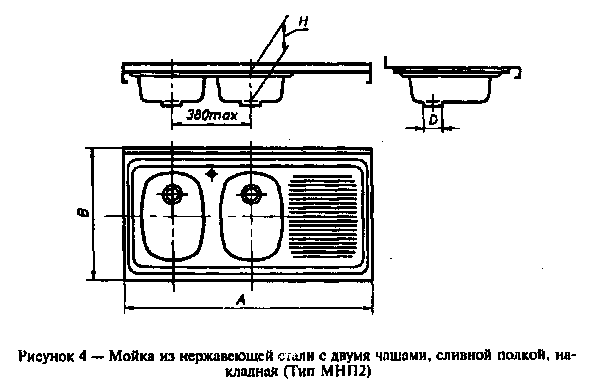 H
380max
D
B
A
Рисунок 4 — Мойка из нержавеющей стали с двумя чашами, сливной полкой, на-
кладная (Тип МНП2)